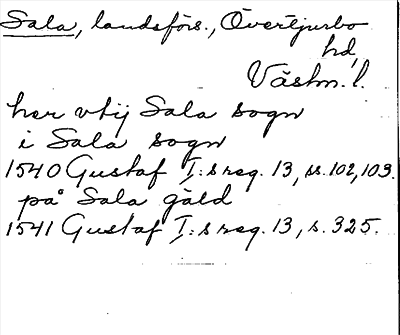 Sala, landsförs., Övertjurbo
hd,
Västm. l.
her vtij Sala sogn
i Sala sogn
1540 Gustaf I:s reg. 13, ss. 102, 103.
på Sala gäld
1541 Gustaf I:s reg. 13, s. 325.